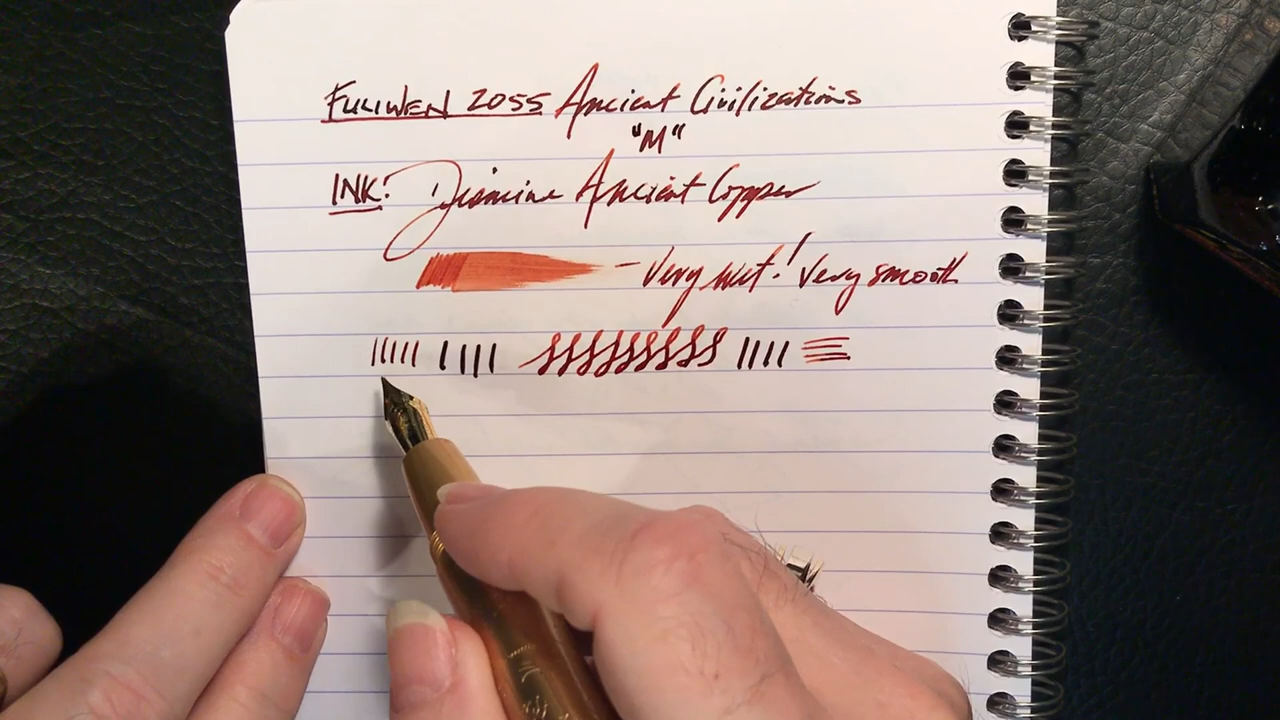 FULIWEN 2055 Ancient Civilizations
"M"
INK: Diamine Ancient Copper
- Very wet! Very smooth